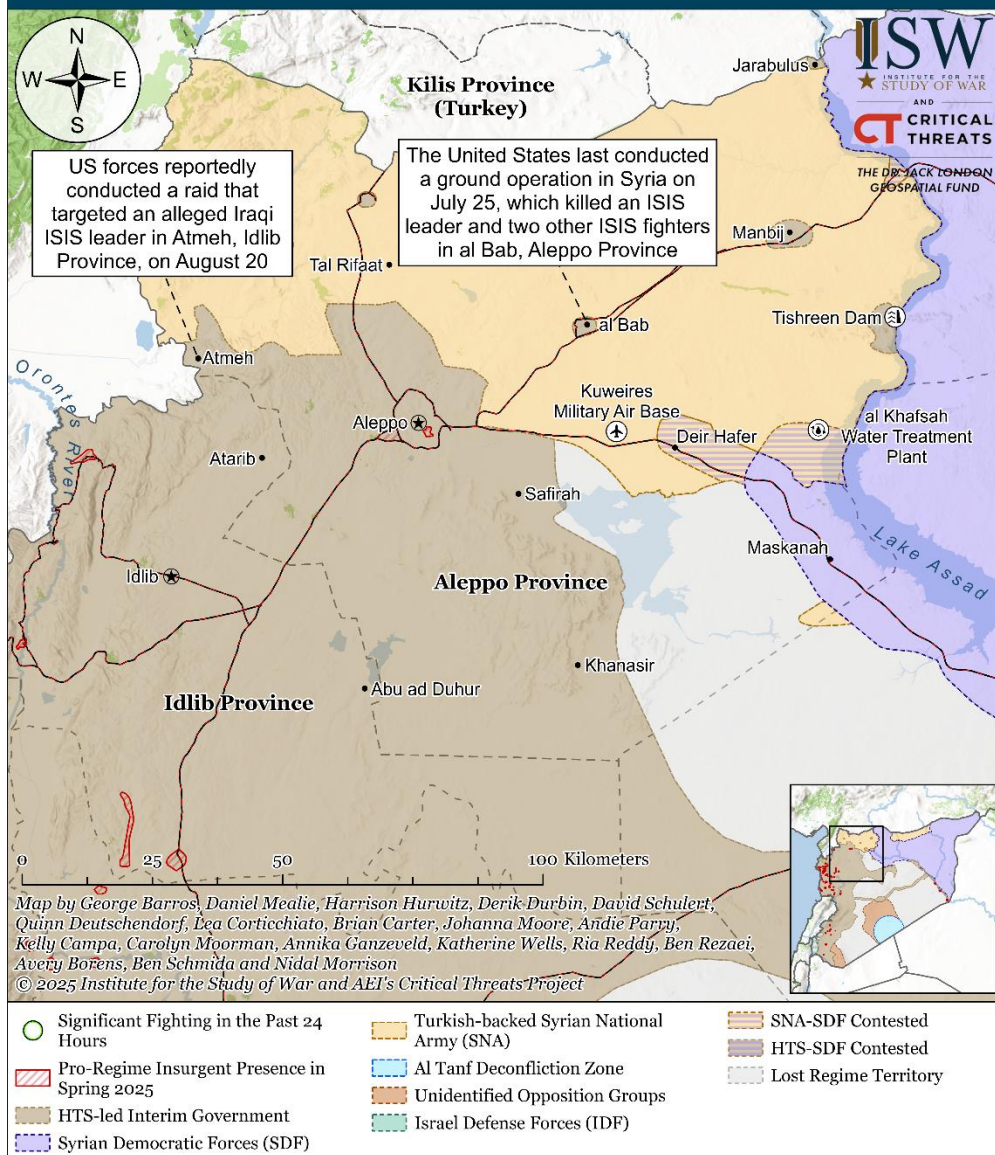 N
W
E
S
ISW
INSTITUTE FOR THE
STUDY OF WAR
AND
CT CRITICAL
THREATS
THE DR. JACK LONDON
GEOSPATIAL FUND
Jarabulus
Kilis Province
(Turkey)
US forces reportedly
conducted a raid that
targeted an alleged Iraqi
ISIS leader in Atmeh, Idlib
Province, on August 20
The United States last conducted
a ground operation in Syria on
July 25, which killed an ISIS
leader and two other ISIS fighters
in al Bab, Aleppo Province
Manbij
Tal Rifaat
Tishreen Dam
al Bab
Atmeh
Orontes River
Kuweires
Military Air Base
Aleppo
Deir Hafer
al Khafsah
Water Treatment
Plant
Atarib
Safirah
Lake Assad
Maskanah
Idlib
Aleppo Province
Khanasir
Abu ad Duhur
Idlib Province
0 25 50 100 Kilometers
Map by George Barros, Daniel Mealie, Harrison Hurwitz, Derik Durbin, David Schulert,
Quinn Deutschendorf, Lea Corticchiato, Brian Carter, Johanna Moore, Andie Parry,
Kelly Campa, Carolyn Moorman, Annika Ganzeveld, Katherine Wells, Ria Reddy, Ben Rezaei,
Avery Borens, Ben Schmida and Nidal Morrison
© 2025 Institute for the Study of War and AEI's Critical Threats Project
Significant Fighting in the Past 24
Hours
Pro-Regime Insurgent Presence in
Spring 2025
HTS-led Interim Government
Syrian Democratic Forces (SDF)
Turkish-backed Syrian National
Army (SNA)
Al Tanf Deconfliction Zone
Unidentified Opposition Groups
Israel Defense Forces (IDF)
SNA-SDF Contested
HTS-SDF Contested
Lost Regime Territory